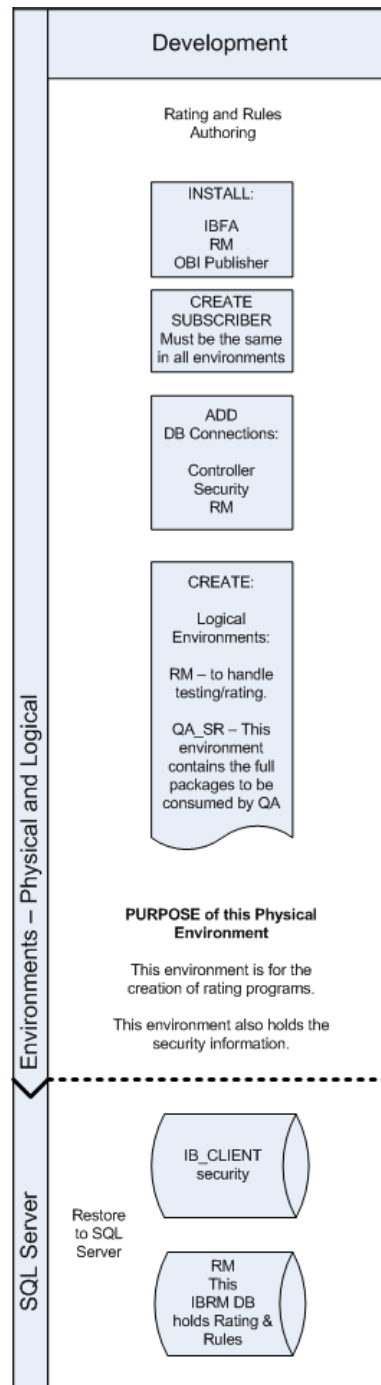 Development
Rating and Rules
Authoring
INSTALL:
IBFA
RM
OBI Publisher
CREATE
SUBSCRIBER
Must be the same
in all environments
ADD
DB Connections:
Controller
Security
RM
CREATE:
Logical
Environments:
RM – to handle
testing/rating.
QA_SR – This
environment
contains the full
packages to be
consumed by QA
PURPOSE of this Physical
Environment
This environment is for the
creation of rating programs.
This environment also holds the
security information.
Environments – Physical and Logical
IB_CLIENT
security
Restore
to SQL
Server
RM
This
IBRM DB
holds Rating &
Rules
SQL Server